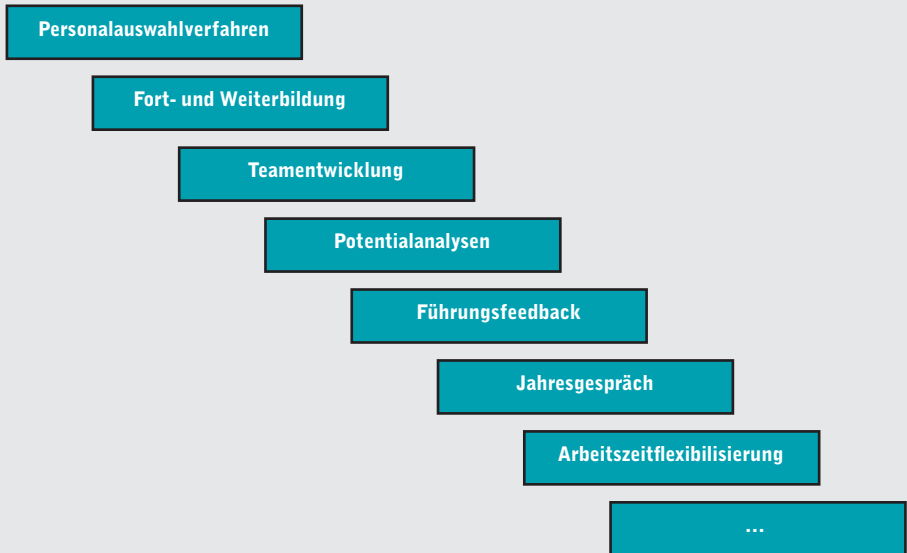 Personalauswahlverfahren
Fort- und Weiterbildung
Teamentwicklung
Potentialanalysen
Führungsfeedback
Jahresgespräch
Arbeitszeitflexibilisierung
...